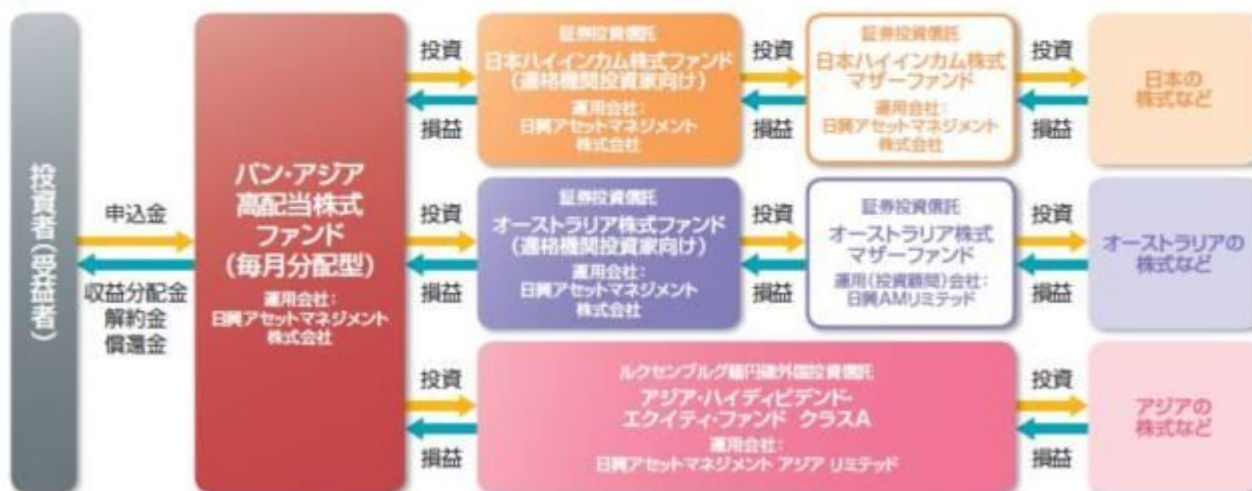 投資者(受益者)
申込金
収益分配金
解約金
償還金
パン・アジア
高配当株式
ファンド
(毎月分配型)
運用会社:
日興アセットマネジメント
株式会社
投資
損益
証券投資信託
日本ハイインカム株式ファンド
(適格機関投資家向け)
運用会社:
日興アセットマネジメント
株式会社
投資
損益
証券投資信託
日本ハイインカム株式
マザーファンド
運用会社:
日興アセットマネジメント
株式会社
投資
損益
日本の
株式など
投資
損益
証券投資信託
オーストラリア株式ファンド
(適格機関投資家向け)
運用会社:
日興アセットマネジメント
株式会社
投資
損益
証券投資信託
オーストラリア株式
マザーファンド
運用(投資顧問)会社:
日興AMリミテッド
投資
損益
オーストラリアの
株式など
投資
損益
ルクセンブルグ籍円建外国投資信託
アジア・ハイディビデンド・
エクイティ・ファンド クラスA
運用会社:
日興アセットマネジメント アジア リミテッド
投資
損益
アジアの
株式など